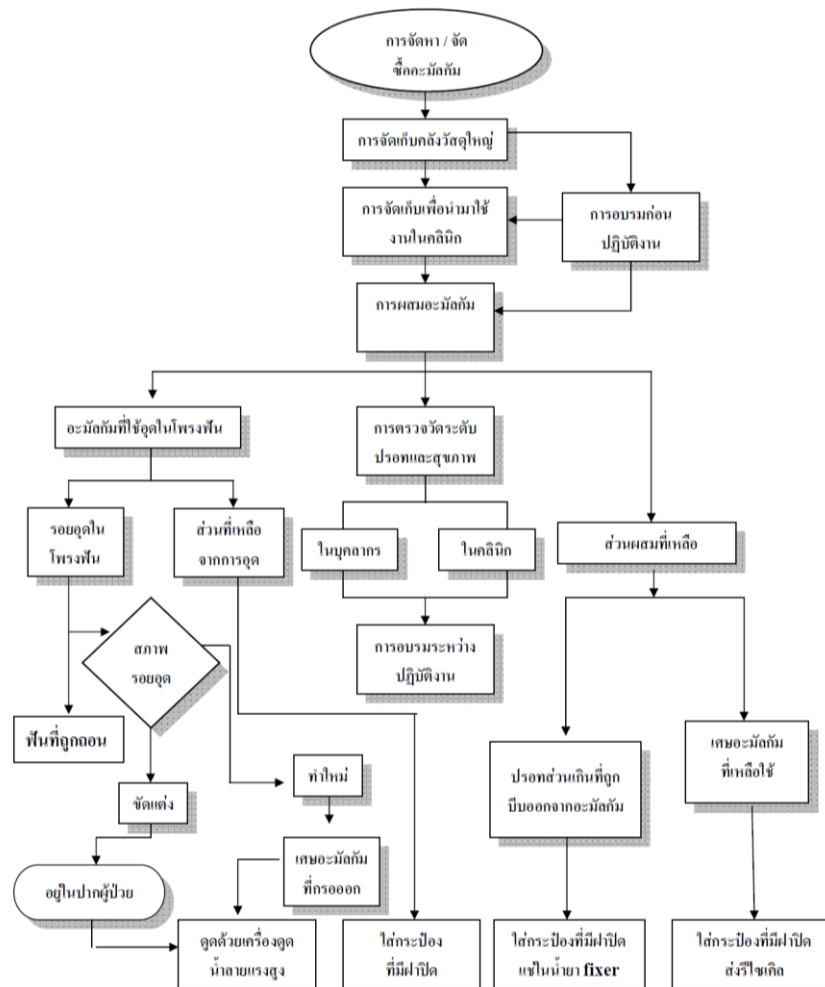 การจัดหา / จัด
ซื้ออะมัลกัม
การจัดเก็บคลังวัสดุใหญ่
การจัดเก็บเพื่อนำมาใช้
งานในคลินิก
การอบรมก่อน
ปฏิบัติงาน
การผสมอะมัลกัม
อะมัลกัมที่ใช้อุดในโพรงฟัน
การตรวจวัดระดับ
ปรอทและสุขภาพ
รอยอุดใน
โพรงฟัน
ส่วนที่เหลือ
จากการอุด
ในบุคลากร
ในคลินิก
ส่วนผสมที่เหลือ
สภาพ
รอยอุด
การอบรมระหว่าง
ปฏิบัติงาน
ฟันที่ถูกถอน
ขัดแต่ง
ทำใหม่
ปรอทส่วนเกินที่ถูก
บีบออกจากอะมัลกัม
เศษอะมัลกัม
ที่เหลือใช้
อยู่ในปากผู้ป่วย
เศษอะมัลกัม
ที่กรอออก
ดูดด้วยเครื่องดูด
น้ำลายแรงสูง
ใส่กระป๋อง
ที่มีฝาปิด
ใส่กระป๋องที่มีฝาปิด
แช่ในน้ำยา fixer
ใส่กระป๋องที่มีฝาปิด
ส่งรีไซเคิล